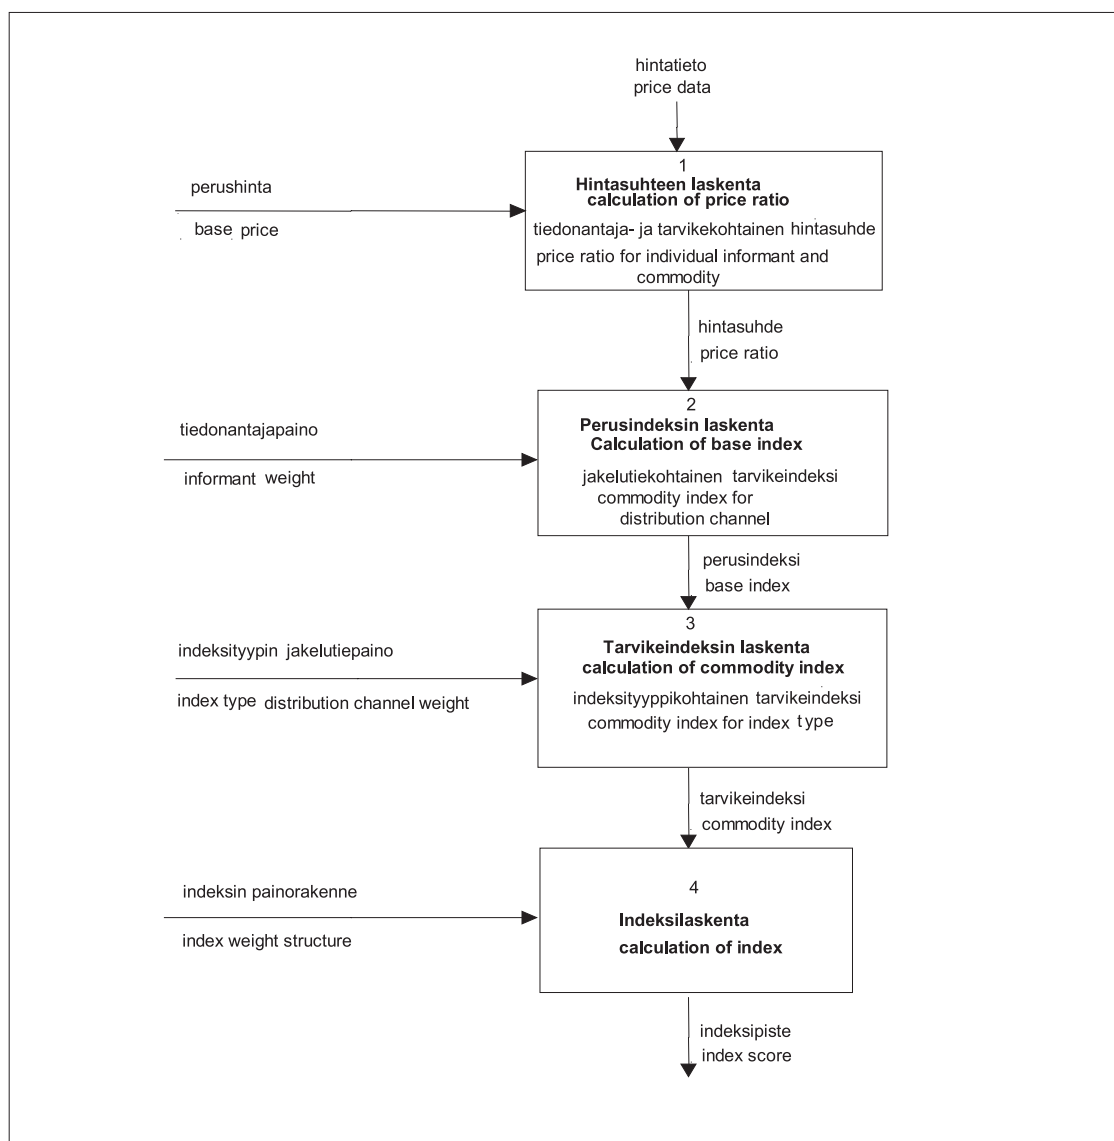 hintatieto
price data
perushinta
base price
1
Hintasuhteen laskenta
calculation of price ratio
tiedonantaja- ja tarvikekohtainen hintasuhde
price ratio for individual informant and
commodity
hintasuhde
price ratio
tiedonantajapaino
informant weight
2
Perusindeksin laskenta
Calculation of base index
jakelutiekohtainen tarvikeindeksi
commodity index for
distribution channel
perusindeksi
base index
indeksityypin jakelutiepaino
index type distribution channel weight
3
Tarvikeindeksin laskenta
calculation of commodity index
indeksityyppikohtainen tarvikeindeksi
commodity index for index type
tarvikeindeksi
commodity index
indeksin painorakenne
index weight structure
4
Indeksilaskenta
calculation of index
indeksipiste
index score